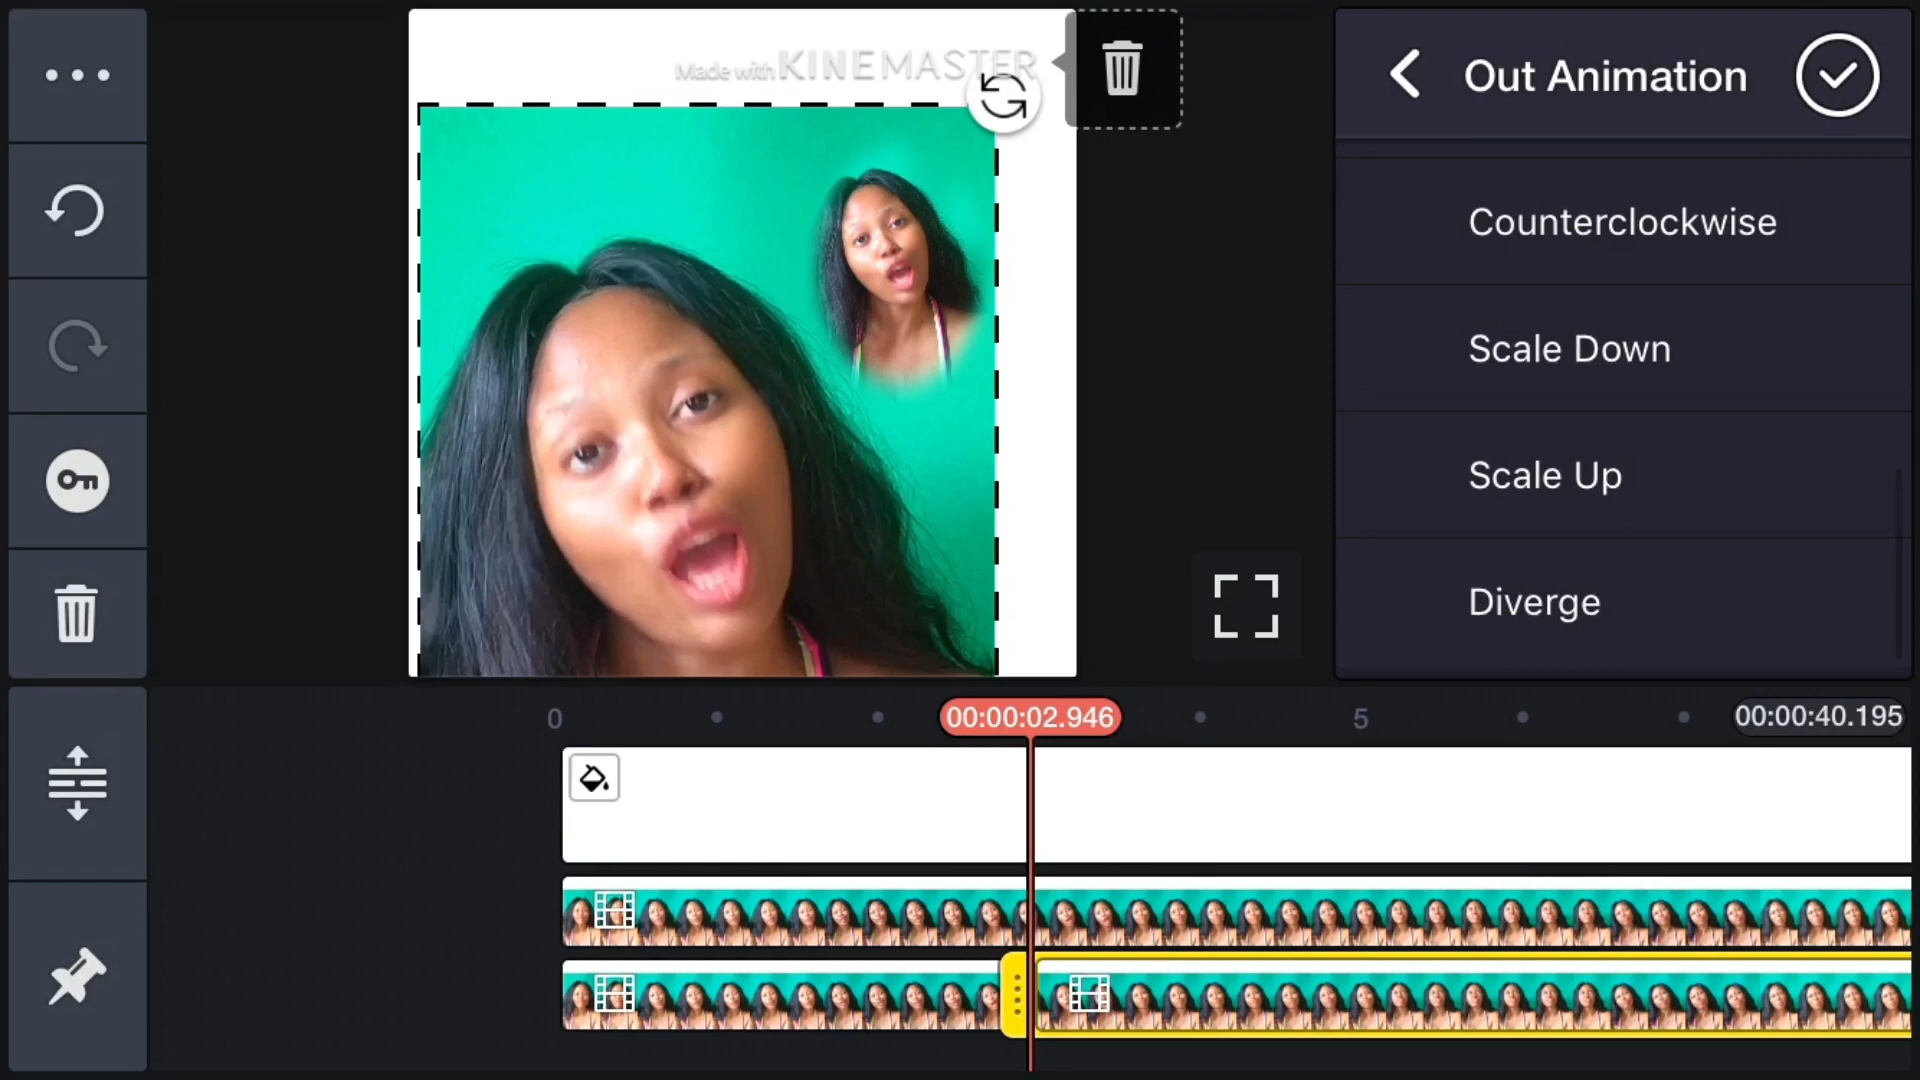 Made with KINEMASTER
Out Animation
Counterclockwise
Scale Down
Scale Up
Diverge
0
00:00:02.946
5
00:00:40.195